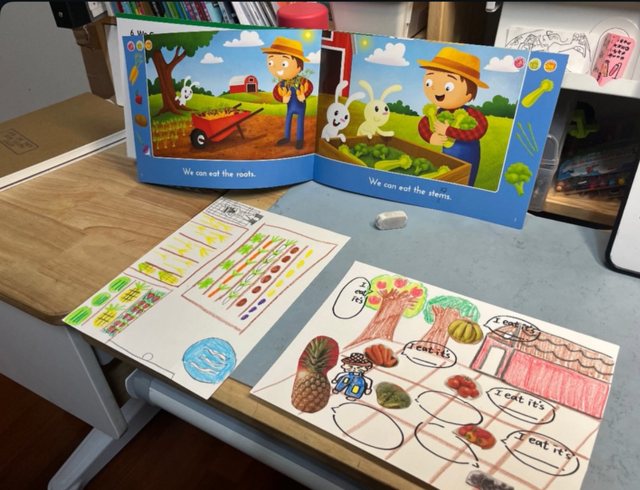 We can eat the roots.
We can eat the stems.
I
eat
it's
I eat it's
I eat it's
I eat it's
I eat it's